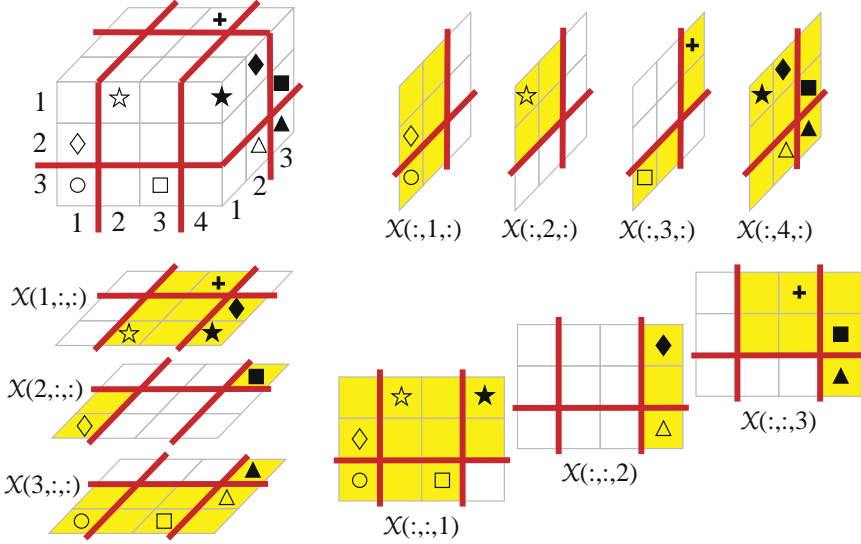 1
2
3
1 2 3 4
1
2
3
X(:,1,:) X(:,2,:) X(:,3,:) X(:,4,:)
X(1,:,:)
X(2,:,:)
X(3,:,:)
X(:,:,1)
X(:,:,2)
X(:,:,3)